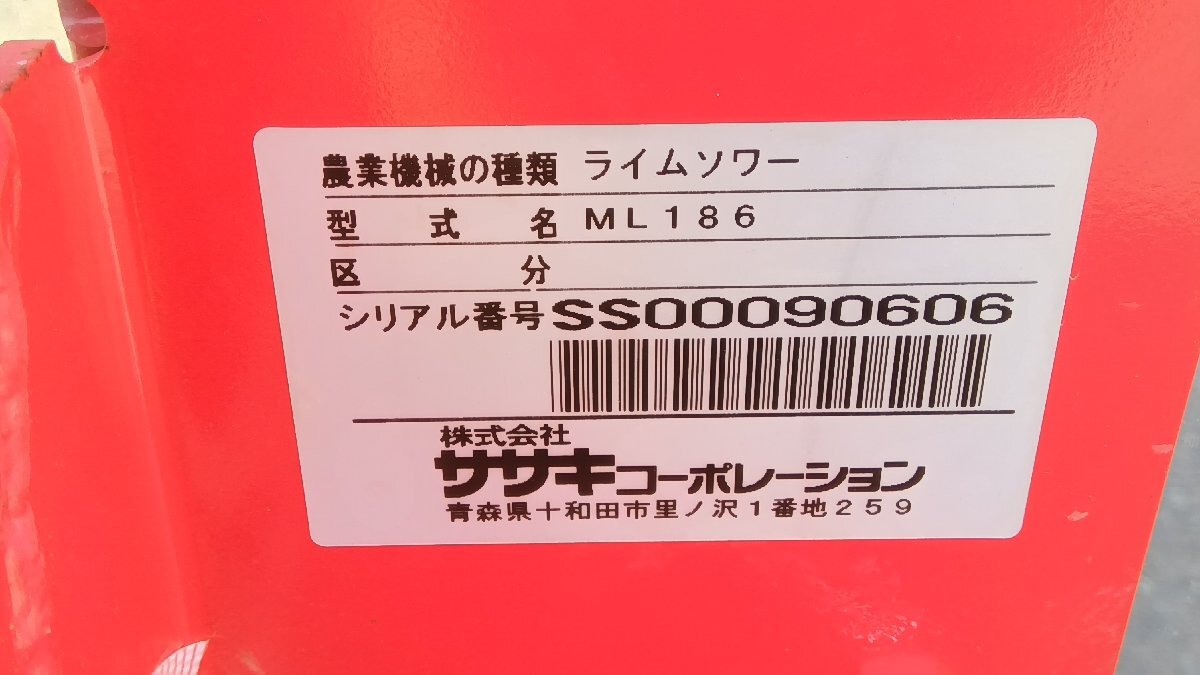 農業機械の種類 ライムソワー
型式名 ML186
区分
シリアル番号 SS00090606
株式会社
ササキコーポレーション
青森県十和田市里ノ沢1番地259